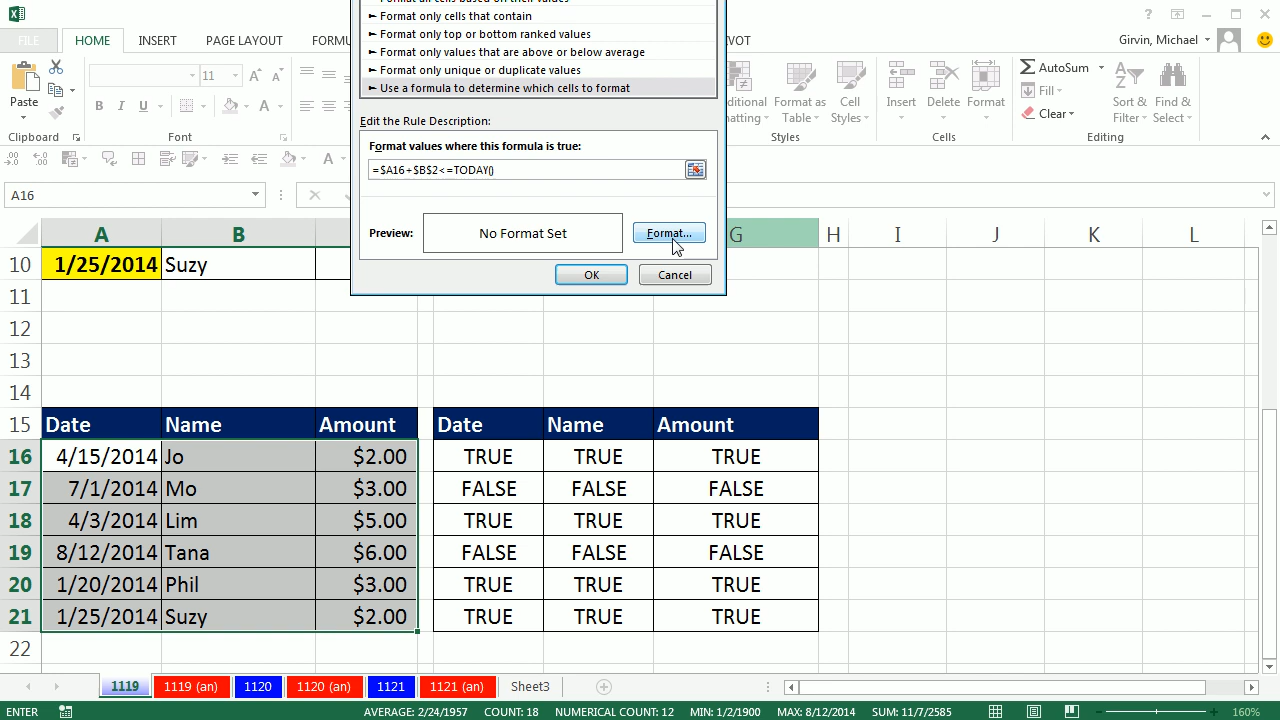 FILE HOME INSERT PAGE LAYOUT FORMU
Format only cells that contain
Format only top or bottom ranked values
Format only values that are above or below average
Format only unique or duplicate values
Use a formula to determine which cells to format
Edit the Rule Description:
Format values where this formula is true:
=$A16+$B$2<=TODAY()
Preview: No Format Set Format...
OK Cancel
VOT Girvin, Michael
Paste
Clipboard
11
B I U
Font
ditional Format as Cell
matting Table Styles
Styles
Insert Delete Format
Cells
AutoSum
Fill
Clear
Sort & Find &
Filter Select
Editing
A16
A B G H I J K L
10 1/25/2014 Suzy
11
12
13
14
15 Date Name Amount Date Name Amount
16 4/15/2014 Jo $2.00 TRUE TRUE TRUE
17 7/1/2014 Mo $3.00 FALSE FALSE FALSE
18 4/3/2014 Lim $5.00 TRUE TRUE TRUE
19 8/12/2014 Tana $6.00 FALSE FALSE FALSE
20 1/20/2014 Phil $3.00 TRUE TRUE TRUE
21 1/25/2014 Suzy $2.00 TRUE TRUE TRUE
22
1119 1119 (an) 1120 1120 (an) 1121 1121 (an) Sheet3
ENTER AVERAGE: 2/24/1957 COUNT: 18 NUMERICAL COUNT: 12 MIN: 1/2/1900 MAX: 8/12/2014 SUM: 11/7/2585 160%